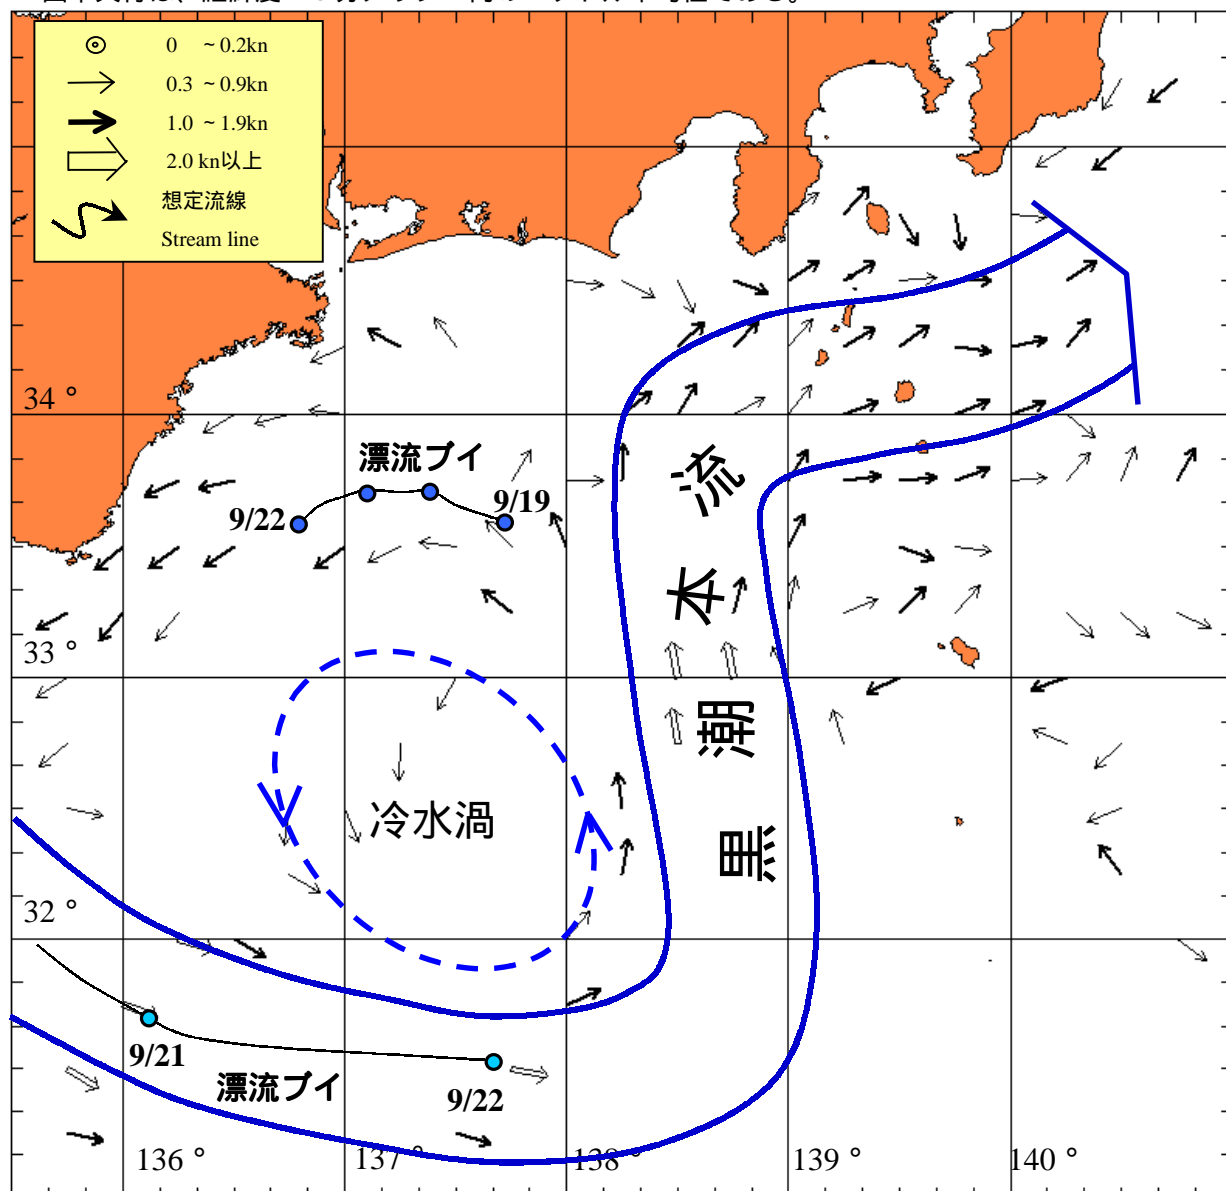 0 ~0.2kn
0.3 ~0.9kn
1.0 ~1.9kn
2.0 kn以上
想定流線
Stream line
34°
漂流ブイ
9/22
9/19
33°
黒潮本流
冷水渦
32°
9/21
漂流ブイ
9/22
136°
137°
138°
139°
140°